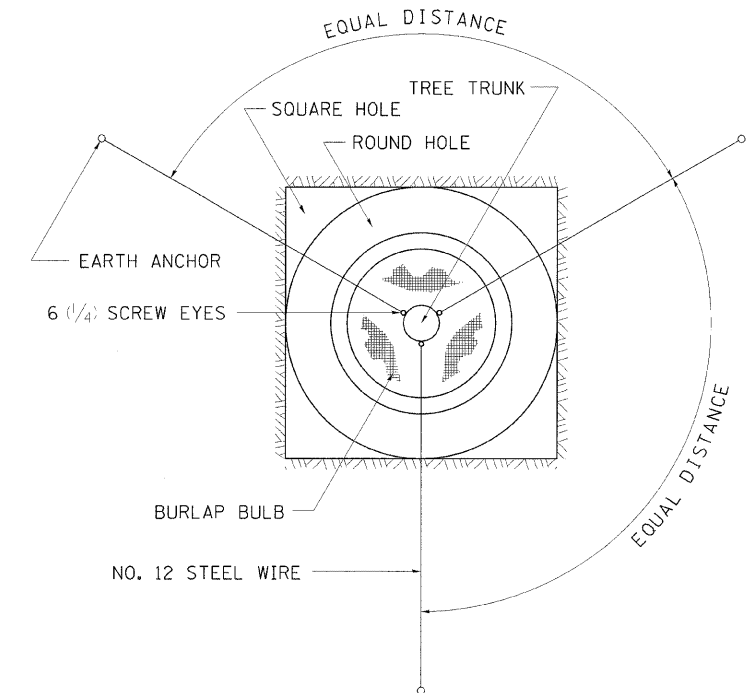 EQUAL DISTANCE
TREE TRUNK
SQUARE HOLE
ROUND HOLE
EARTH ANCHOR
6 (1/4) SCREW EYES
EQUAL DISTANCE
BURLAP BULB
NO. 12 STEEL WIRE